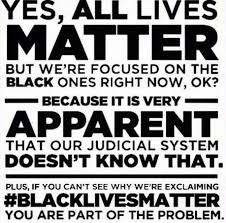 YES, ALL LIVES
MATTER
BUT WE'RE FOCUSED ON THE
BLACK ONES RIGHT NOW, OK?
BECAUSE IT IS VERY
APPARENT
THAT OUR JUDICIAL SYSTEM
DOESN'T KNOW THAT.
PLUS, IF YOU CAN'T SEE WHY WE'RE EXCLAIMING
#BLACKLIVESMATTER
YOU ARE PART OF THE PROBLEM.